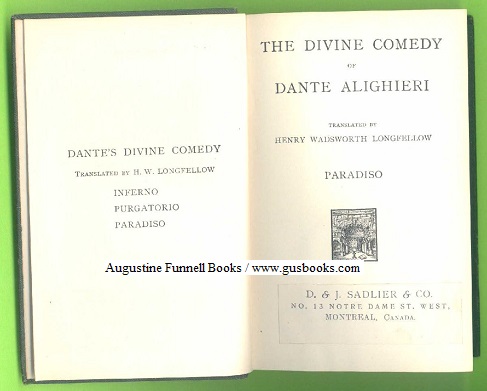 DANTE'S DIVINE COMEDY
TRANSLATED BY H. W. LONGFELLOW
INFERNO
PURGATORIO
PARADISO
THE DIVINE COMEDY
OF
DANTE ALIGHIERI
TRANSLATED BY
HENRY WADSWORTH LONGFELLOW
PARADISO
Augustine Funnell Books / www.gusbooks.com
D. & J. SADLIER & CO.
NO. 13 NOTRE DAME ST. WEST,
MONTREAL, CANADA.